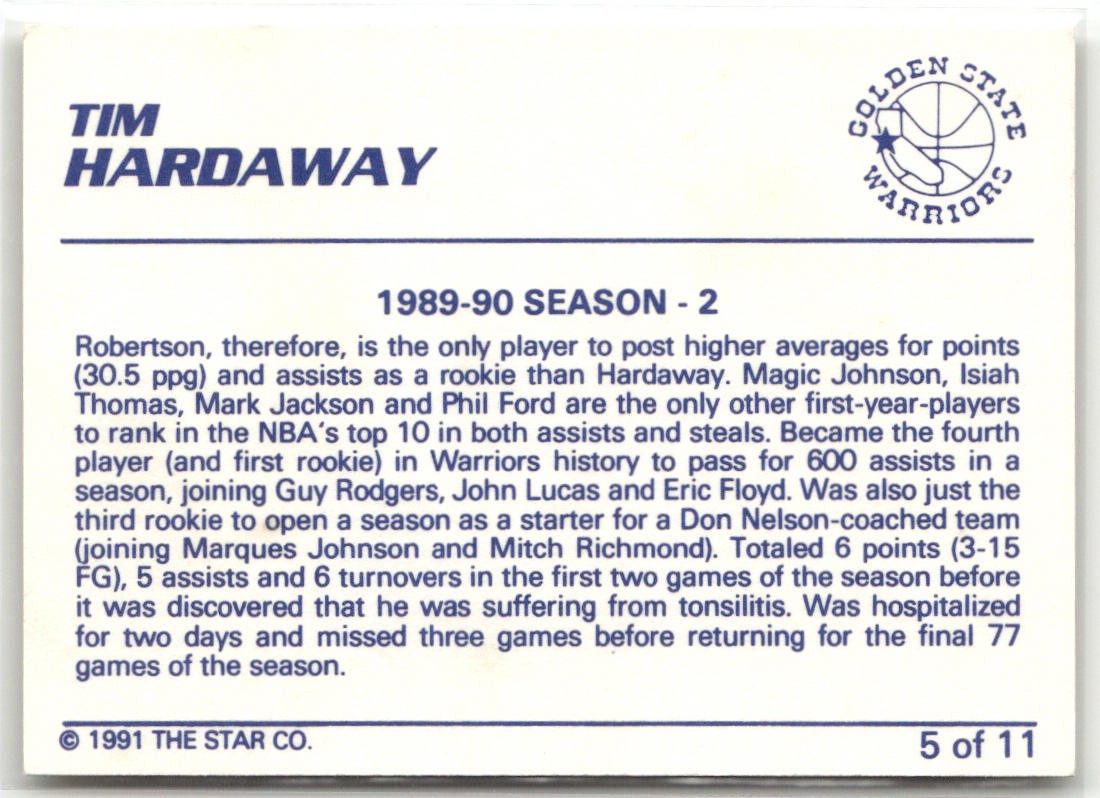 TIM
HARDAWAY
GOLDEN STATE
WARRIORS
1989-90 SEASON - 2
Robertson, therefore, is the only player to post higher averages for points
(30.5 ppg) and assists as a rookie than Hardaway. Magic Johnson, Isiah
Thomas, Mark Jackson and Phil Ford are the only other first-year-players
to rank in the NBA's top 10 in both assists and steals. Became the fourth
player (and first rookie) in Warriors history to pass for 600 assists in a
season, joining Guy Rodgers, John Lucas and Eric Floyd. Was also just the
third rookie to open a season as a starter for a Don Nelson-coached team
(joining Marques Johnson and Mitch Richmond). Totaled 6 points (3-15
FG), 5 assists and 6 turnovers in the first two games of the season before
it was discovered that he was suffering from tonsilitis. Was hospitalized
for two days and missed three games before returning for the final 77
games of the season.
© 1991 THE STAR CO.
5 of 11